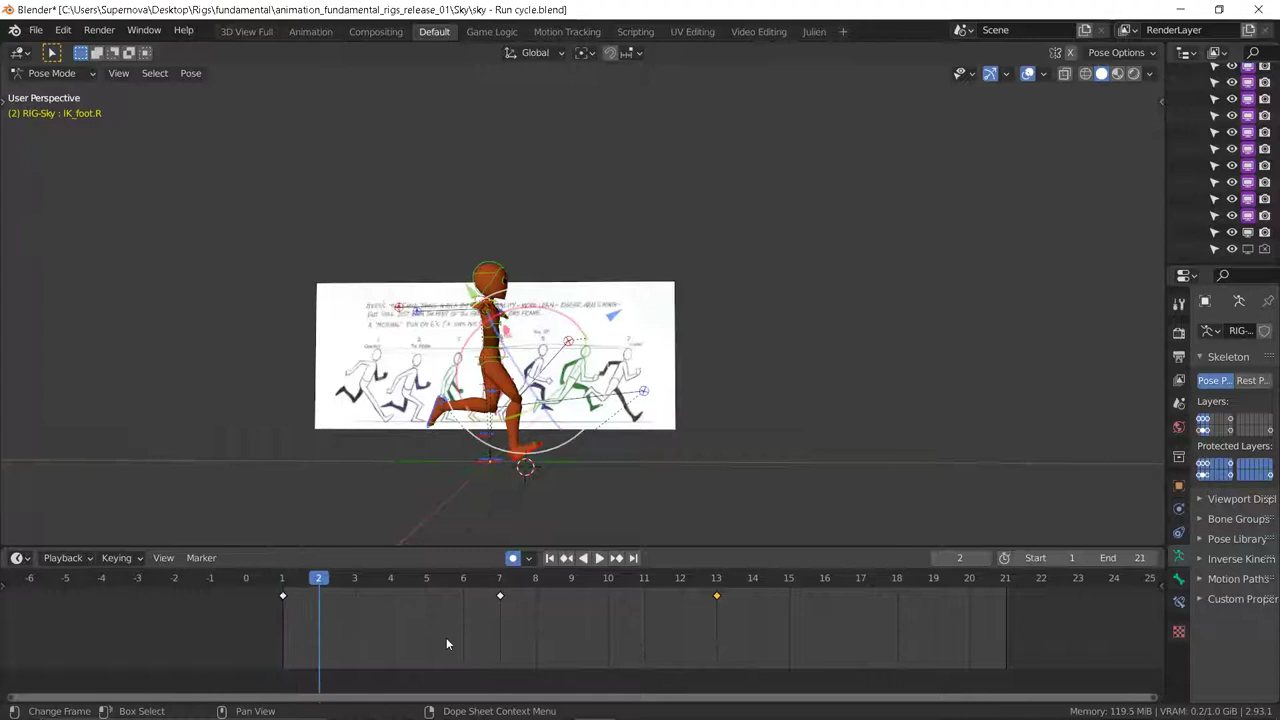 Blender* [C:\Users\Supernova\Desktop\Rigs\fundamental\animation_fundamental_rigs_release_01\Sky\sky - Run cycle.blend]
File Edit Render Window Help 3D View Full Animation Compositing Default Game Logic Motion Tracking Scripting UV Editing Video Editing Julien + Scene RenderLayer
Global Pose Options
Pose Mode View Select Pose
User Perspective
(2) RIG-Sky : IK_foot.R
RIG-...
Skeleton
Pose P... Rest P...
Layers:
Protected Layers:
Viewport Displ
Bone Groups
Pose Library
Inverse Kinem
Motion Paths
Custom Proper
Playback Keying View Marker 2 Start 1 End 21
-6 -5 -4 -3 -2 -1 0 1 2 3 4 5 6 7 8 9 10 11 12 13 14 15 16 17 18 19 20 21 22 23 24 25
Change Frame Box Select Pan View Dope Sheet Context Menu Memory: 119.5 MiB | VRAM: 0.2/1.0 GiB | 2.93.1